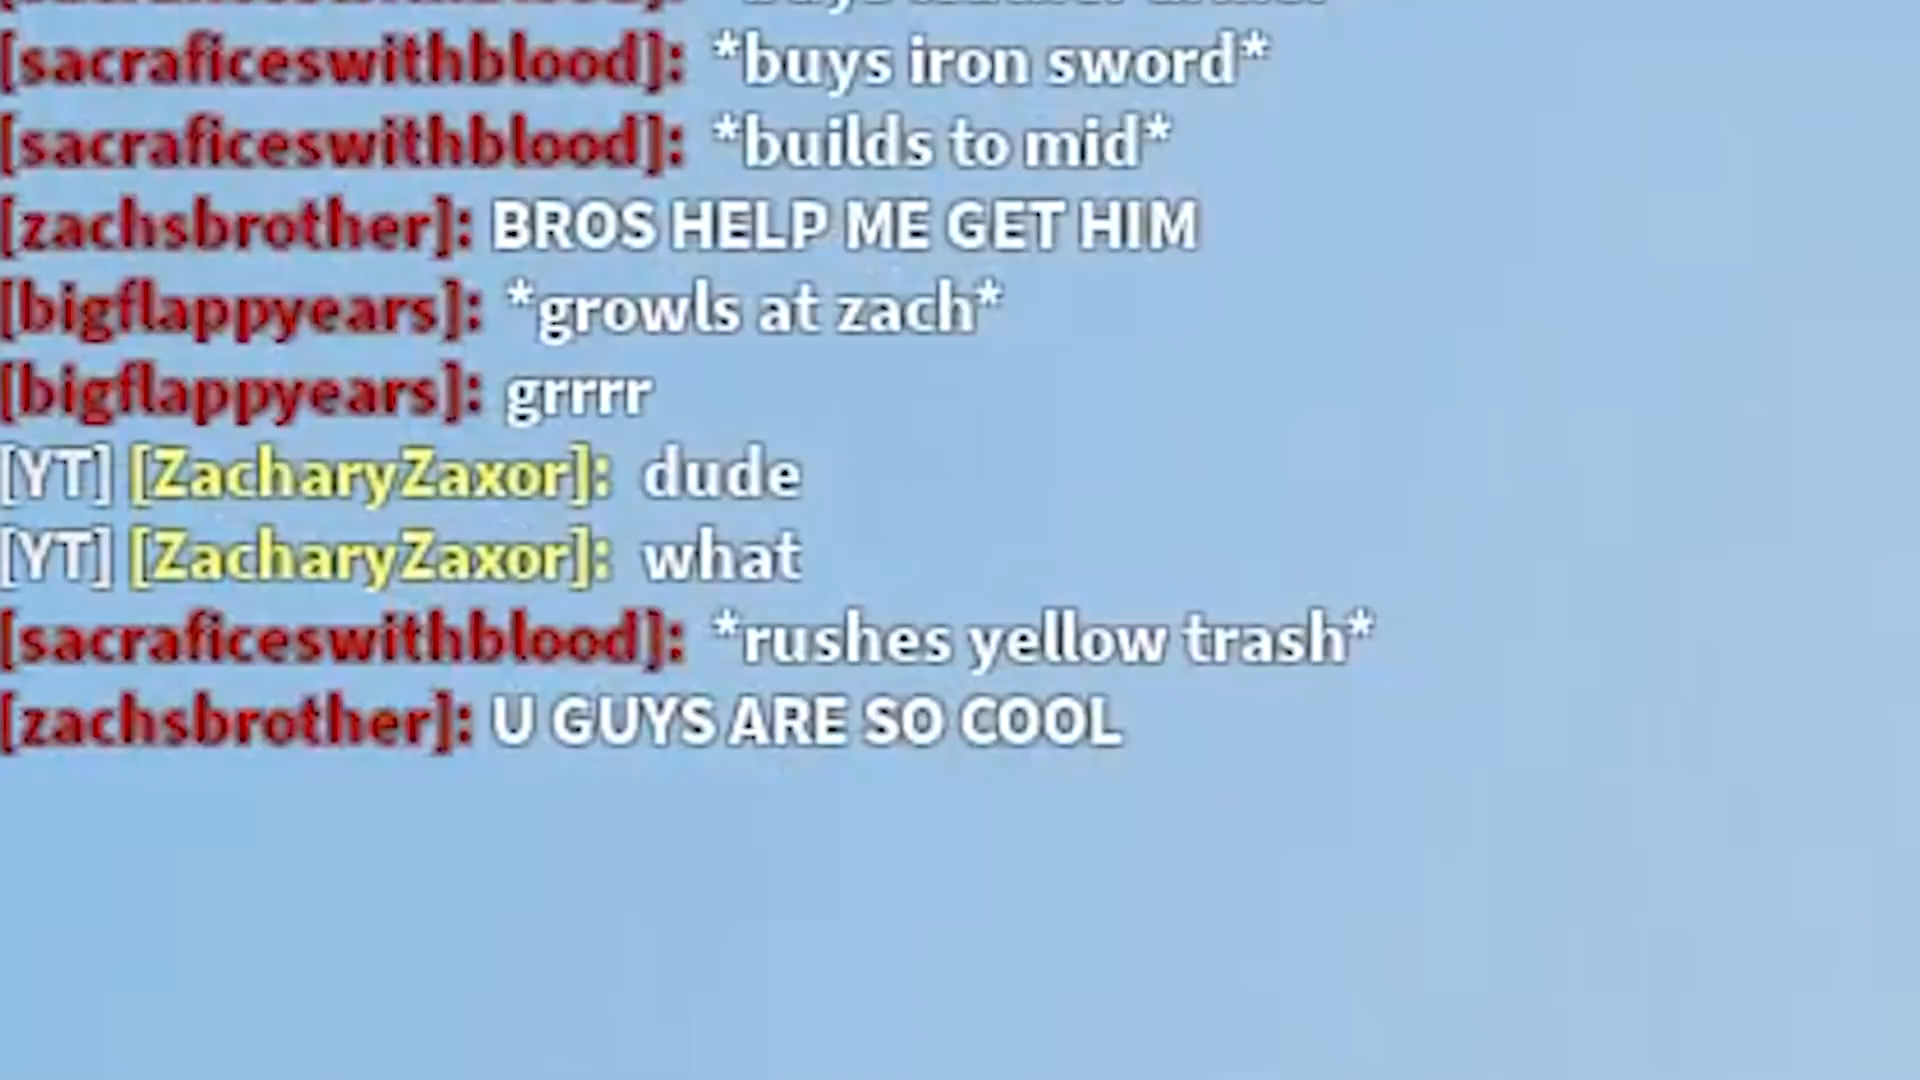 [sacraficeswithblood]: *buys iron sword*
[sacraficeswithblood]: *builds to mid*
[zachsbrother]: BROS HELP ME GET HIM
[bigflappyears]: *growls at zach*
[bigflappyears]: grrrr
[YT] [ZacharyZaxor]: dude
[YT] [ZacharyZaxor]: what
[sacraficeswithblood]: *rushes yellow trash*
[zachsbrother]: U GUYS ARE SO COOL